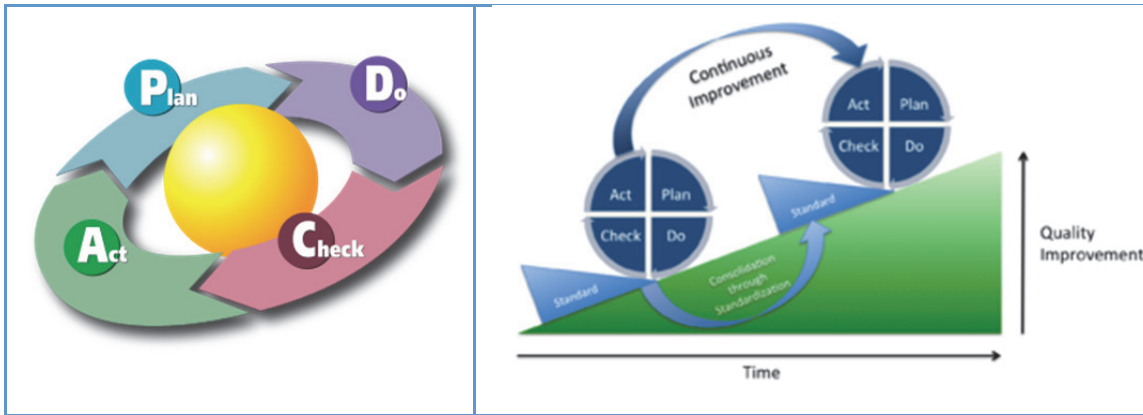 Plan
Do
Check
Act
Continuous
Improvement
Act
Plan
Check
Do
Act
Plan
Check
Do
Standard
Standard
Consolidation
through
Standardization
Quality
Improvement
Time